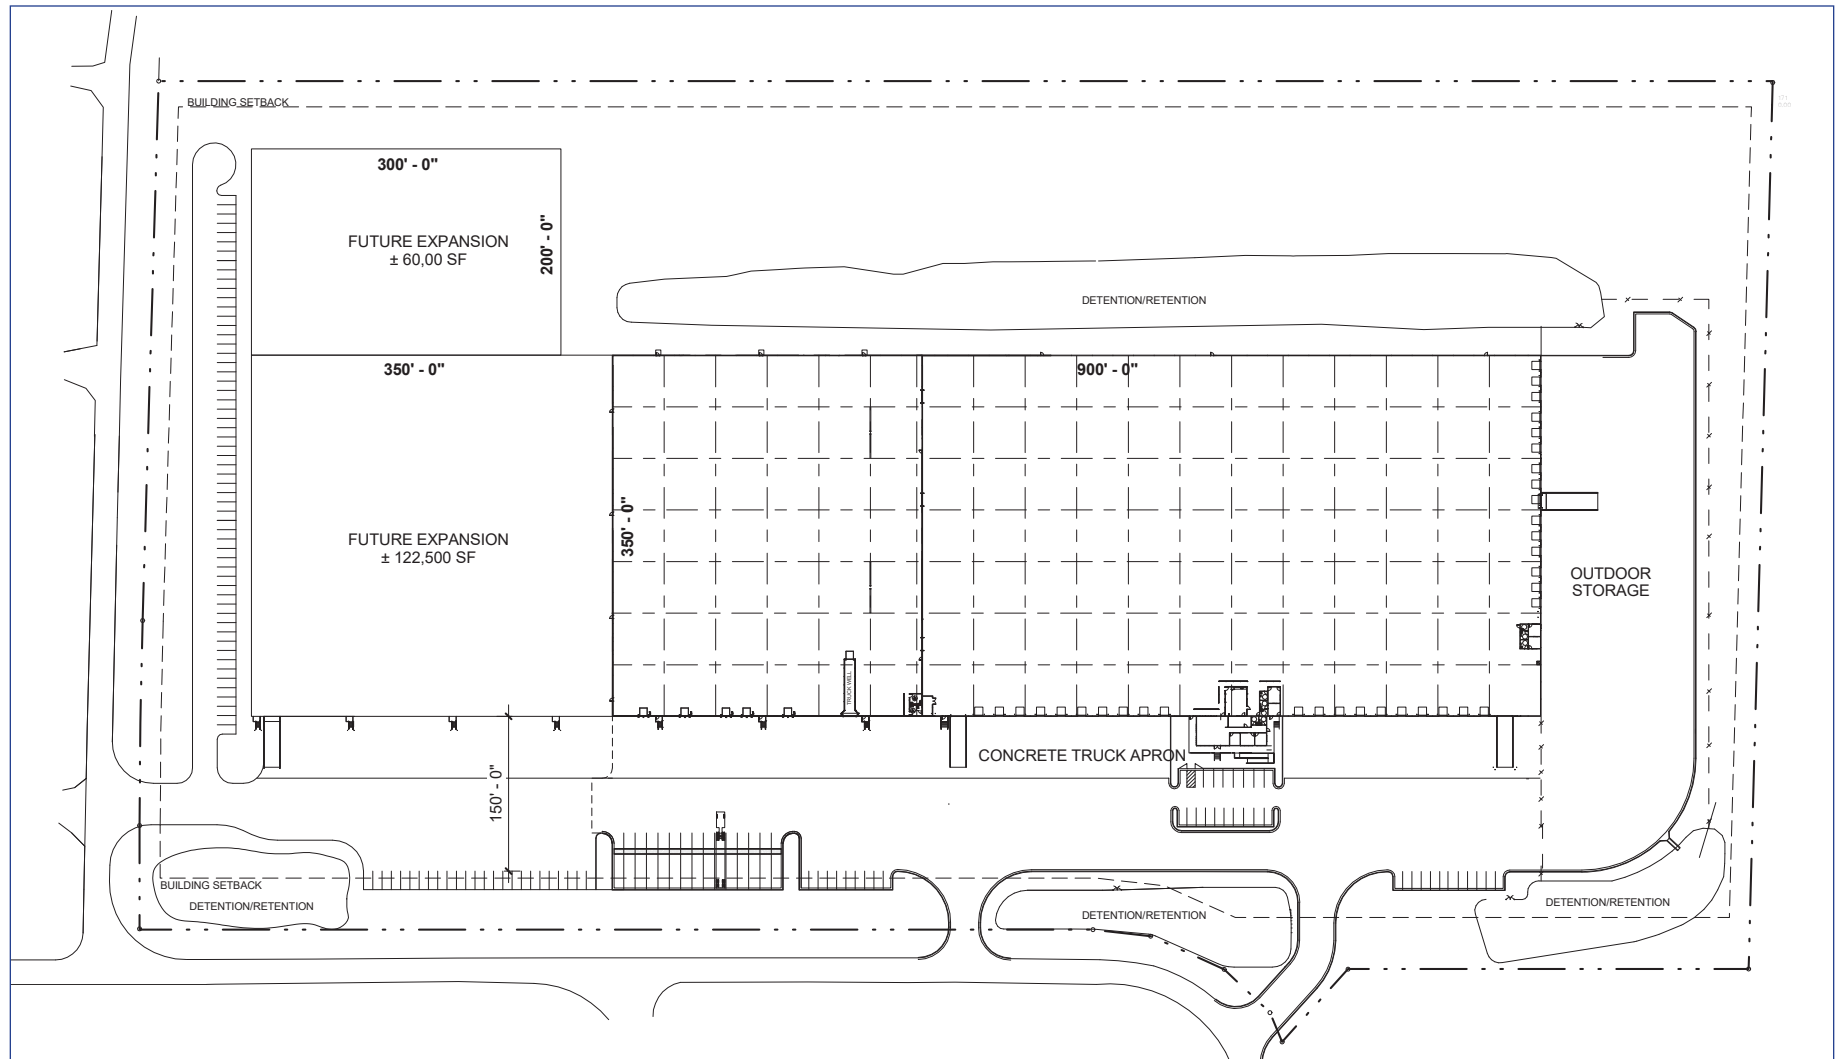 BUILDING SETBACK
300' - 0"
FUTURE EXPANSION
± 60,00 SF
200' - 0"
DETENTION/RETENTION
350' - 0"
900' - 0"
350' - 0"
FUTURE EXPANSION
± 122,500 SF
OUTDOOR
STORAGE
TRUCK WELL
CONCRETE TRUCK APRON
150' - 0"
BUILDING SETBACK
DETENTION/RETENTION
DETENTION/RETENTION
DETENTION/RETENTION